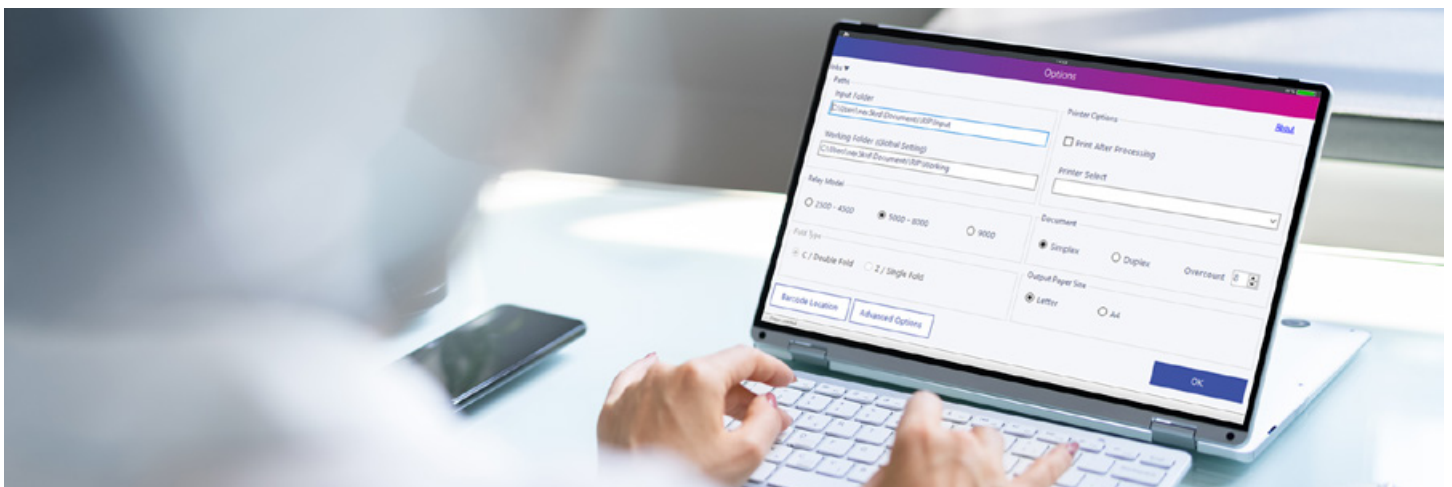 Options
Paths
Input Folder
Working Folder (Global Setting)
Relay Model
2500 - 4500
5000 - 8000
9000
Fold Type
C / Double Fold
Z / Single Fold
Barcode Location
Advanced Options
Printer Options
About
Print After Processing
Printer Select
Document
Simplex
Duplex
Overcount
0
Output Paper Size
Letter
A4
OK